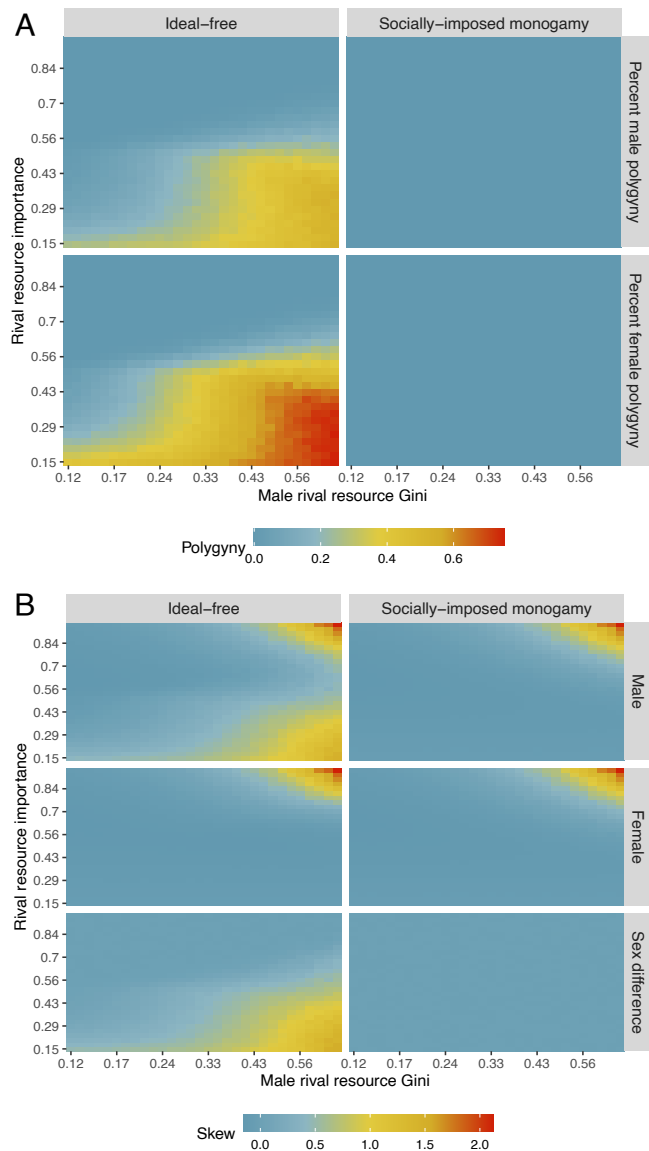 A
Ideal−free
Socially−imposed monogamy
Rival resource importance
0.84
0.7
0.56
0.43
0.29
0.15
Percent male polygyny
0.84
0.7
0.56
0.43
0.29
0.15
Percent female polygyny
0.12 0.17 0.24 0.33 0.43 0.56 0.12 0.17 0.24 0.33 0.43 0.56
Male rival resource Gini
Polygyny
0.0 0.2 0.4 0.6
B
Ideal−free
Socially−imposed monogamy
Rival resource importance
0.84
0.7
0.56
0.43
0.29
0.15
Male
0.84
0.7
0.56
0.43
0.29
0.15
Female
0.84
0.7
0.56
0.43
0.29
0.15
Sex difference
0.12 0.17 0.24 0.33 0.43 0.56 0.12 0.17 0.24 0.33 0.43 0.56
Male rival resource Gini
Skew
0.0 0.5 1.0 1.5 2.0